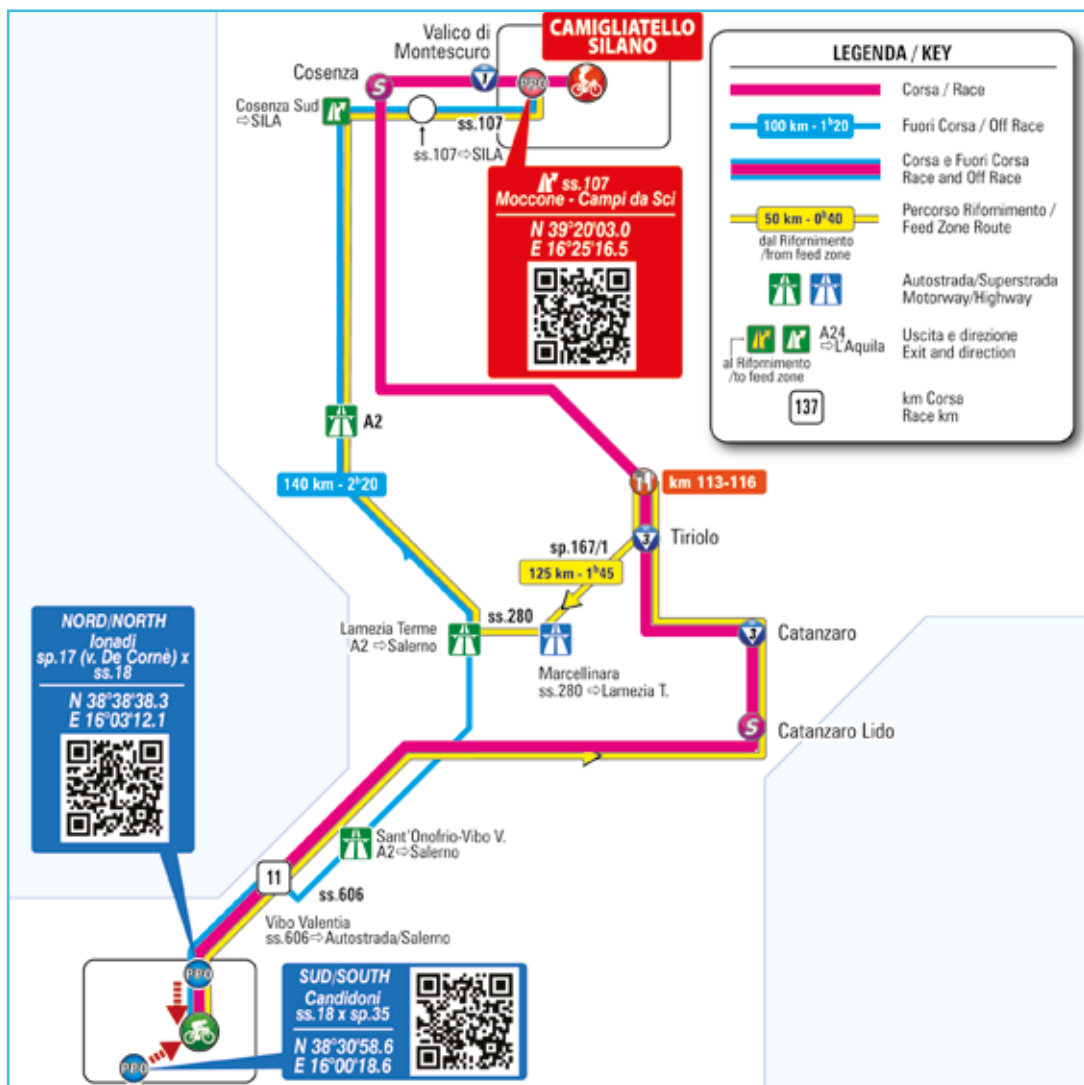 CAMIGLIATELLO
SILANO
Valico di
Montescuro
1
PPO
Cosenza
S
Cosenza Sud
⇨SILA
ss.107
ss.107⇨SILA
ss.107
Moccone - Campi da Sci
N 39°20'03.0
E 16°25'16.5
LEGENDA / KEY
Corsa / Race
100 km - 1ʰ20
Fuori Corsa / Off Race
Corsa e Fuori Corsa
Race and Off Race
50 km - 0ʰ40
dal Rifornimento
/from feed zone
Percorso Rifornimento /
Feed Zone Route
Autostrada/Superstrada
Motorway/Highway
al Rifornimento
/to feed zone
A24
⇨L'Aquila
Uscita e direzione
Exit and direction
137
km Corsa
Race km
A2
140 km - 2ʰ20
km 113-116
3
Tiriolo
sp.167/1
125 km - 1ʰ45
ss.280
Lamezia Terme
A2 ⇨Salerno
Marcellinara
ss.280 ⇨Lamezia T.
3
Catanzaro
S
Catanzaro Lido
NORD/NORTH
Ionadi
sp.17 (v. De Cornè) x
ss.18
N 38°38'38.3
E 16°03'12.1
Sant'Onofrio-Vibo V.
A2⇨Salerno
11
ss.606
Vibo Valentia
ss.606⇨Autostrada/Salerno
PPO
SUD/SOUTH
Candidoni
ss.18 x sp.35
N 38°30'58.6
E 16°00'18.6
PPO